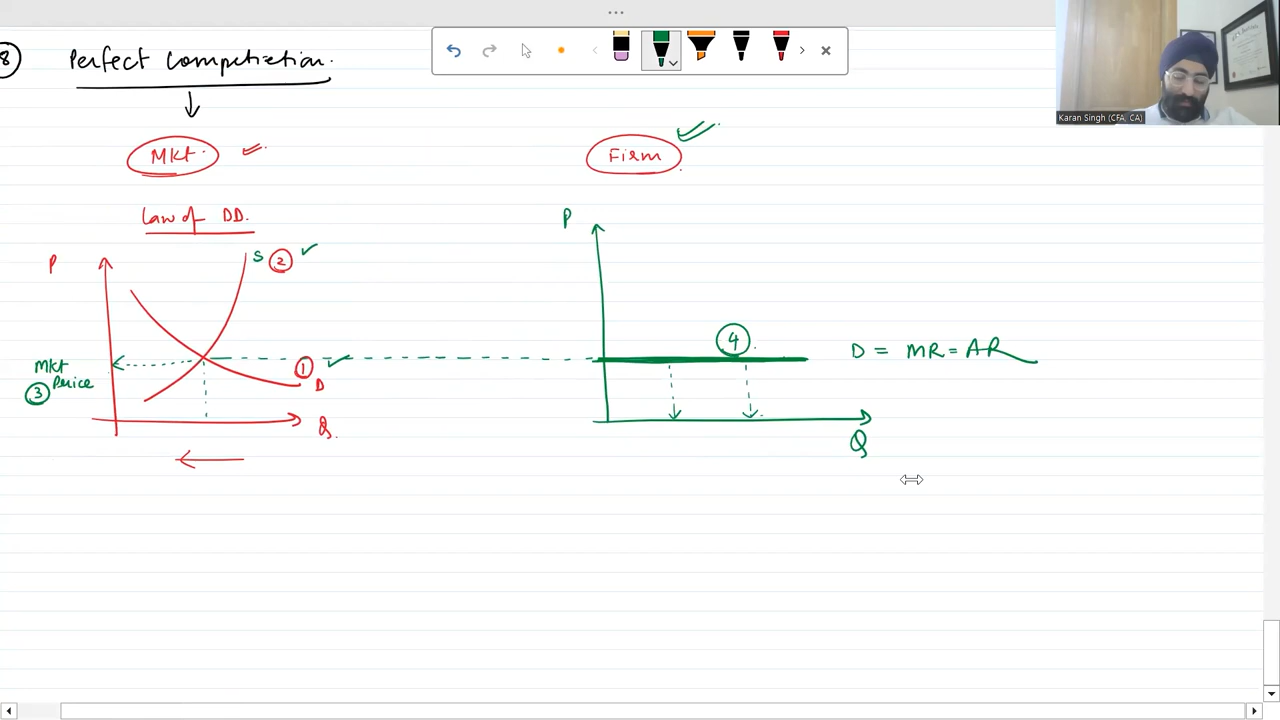 8 Perfect Competiction.
Karan Singh (CFA, CA)
Mkt.
Firm
Law of DD.
P
S 2
P
4
Mkt
Price
3
1
D
D = MR = AR
Q.
Q